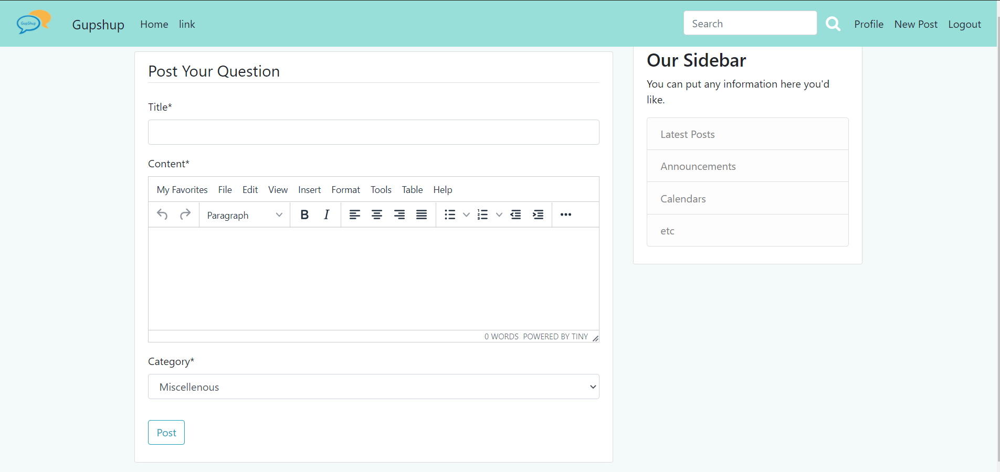 GupShup
Gupshup Home link
Search
Profile New Post Logout
Post Your Question
Title*
Content*
My Favorites File Edit View Insert Format Tools Table Help
Paragraph B I
0 WORDS POWERED BY TINY
Category*
Miscellenous
Post
Our Sidebar
You can put any information here you'd
like.
Latest Posts
Announcements
Calendars
etc